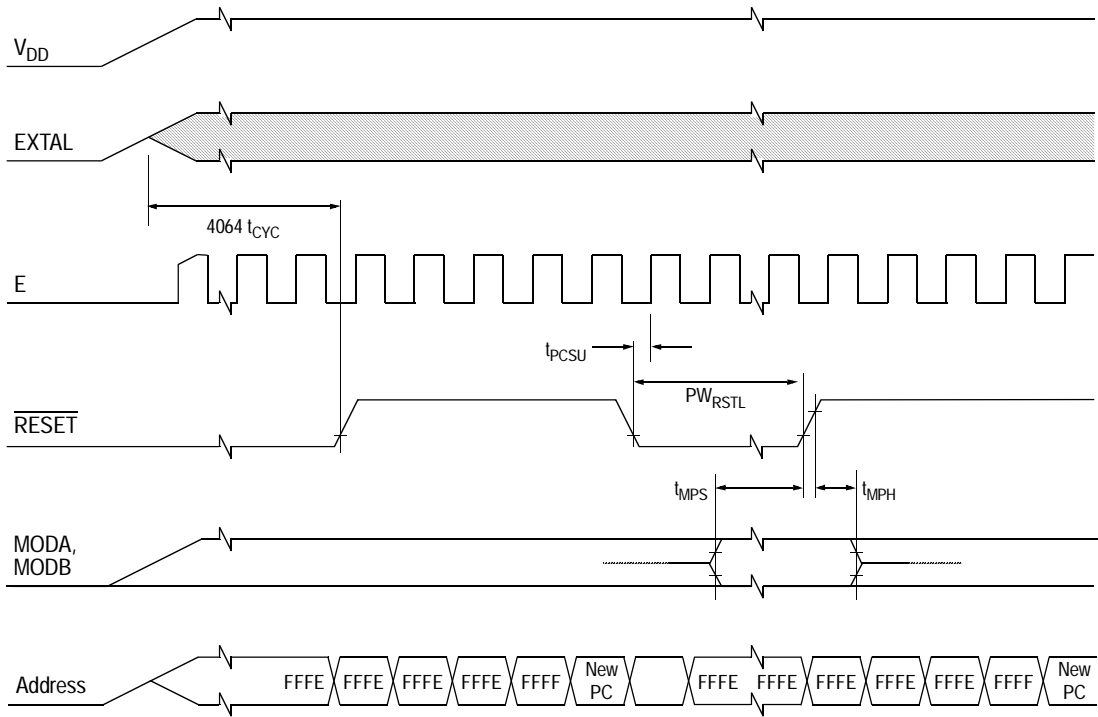 VDD
EXTAL
4064 tCYC
E
tPCSU
PWRSTL
RESET
tMPS
tMPH
MODA,
MODB
Address
FFFE FFFE FFFE FFFE FFFF New PC FFFE FFFE FFFE FFFE FFFE FFFF New PC